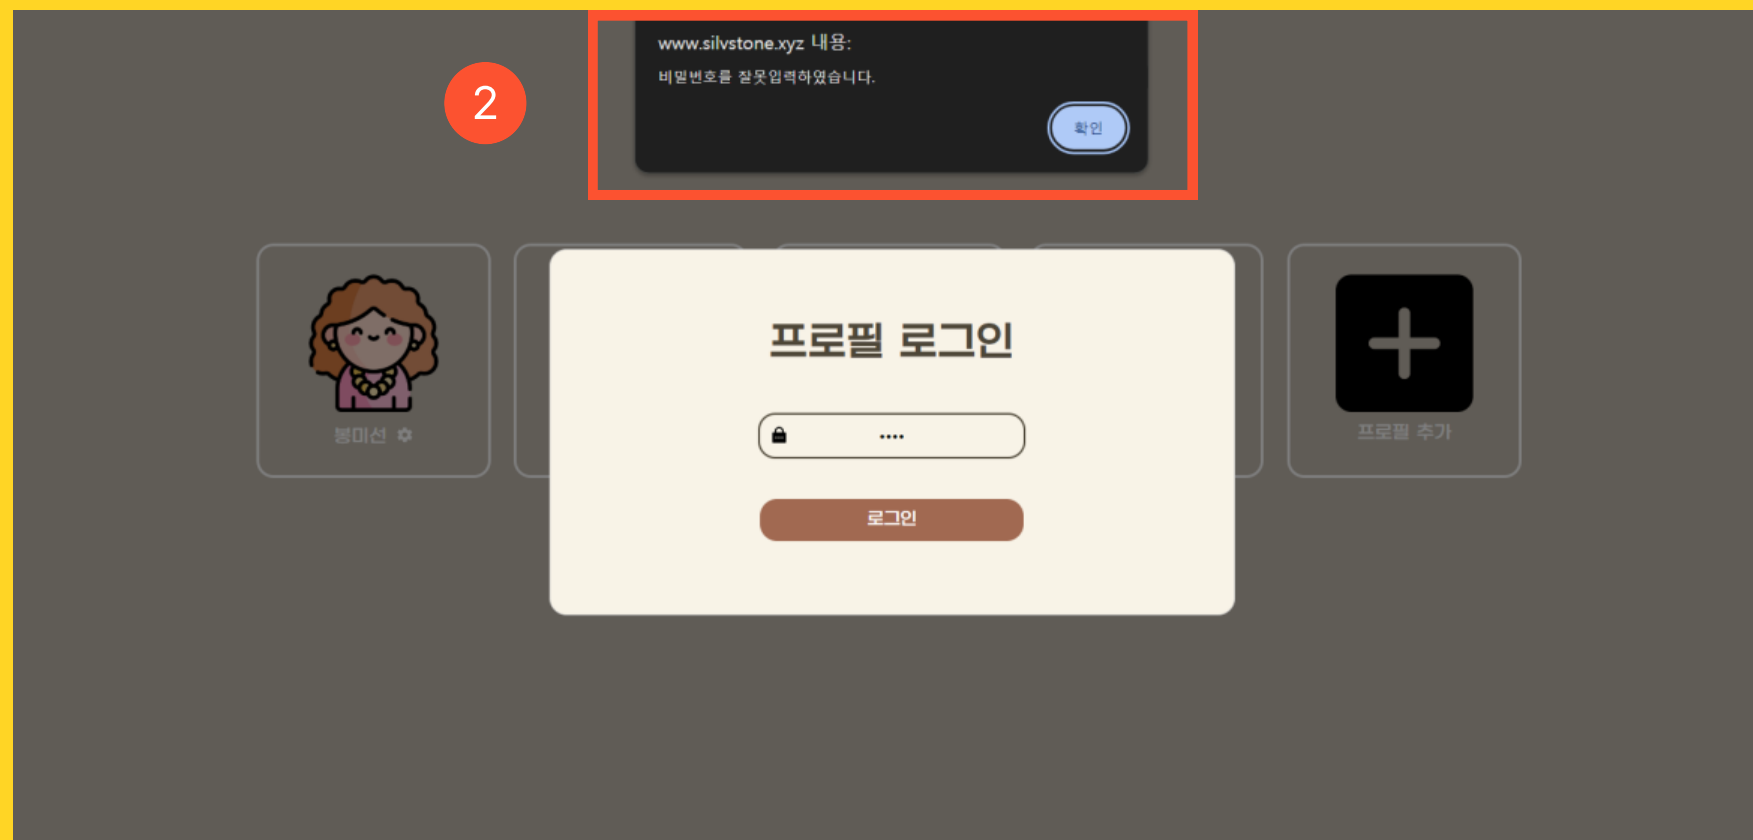 www.silvstone.xyz 내용:
비밀번호를 잘못입력하였습니다.
확인
2
프로필 로그인
••••
로그인
봉미선
프로필 추가